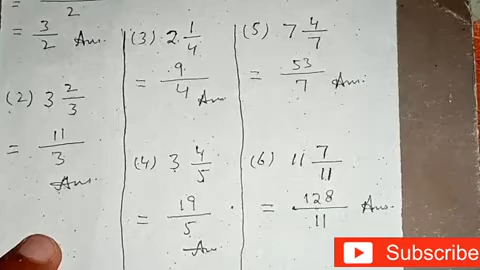 2
= 3/2 Ans.
(2) 3 2/3
= 11/3
Ans.
(3) 2 1/4
= 9/4 Ans
(4) 3 4/5
= 19/5
Ans
(5) 7 4/7
= 53/7 Ans.
(6) 11 7/11
= 128/11 Ans.
Subscribe